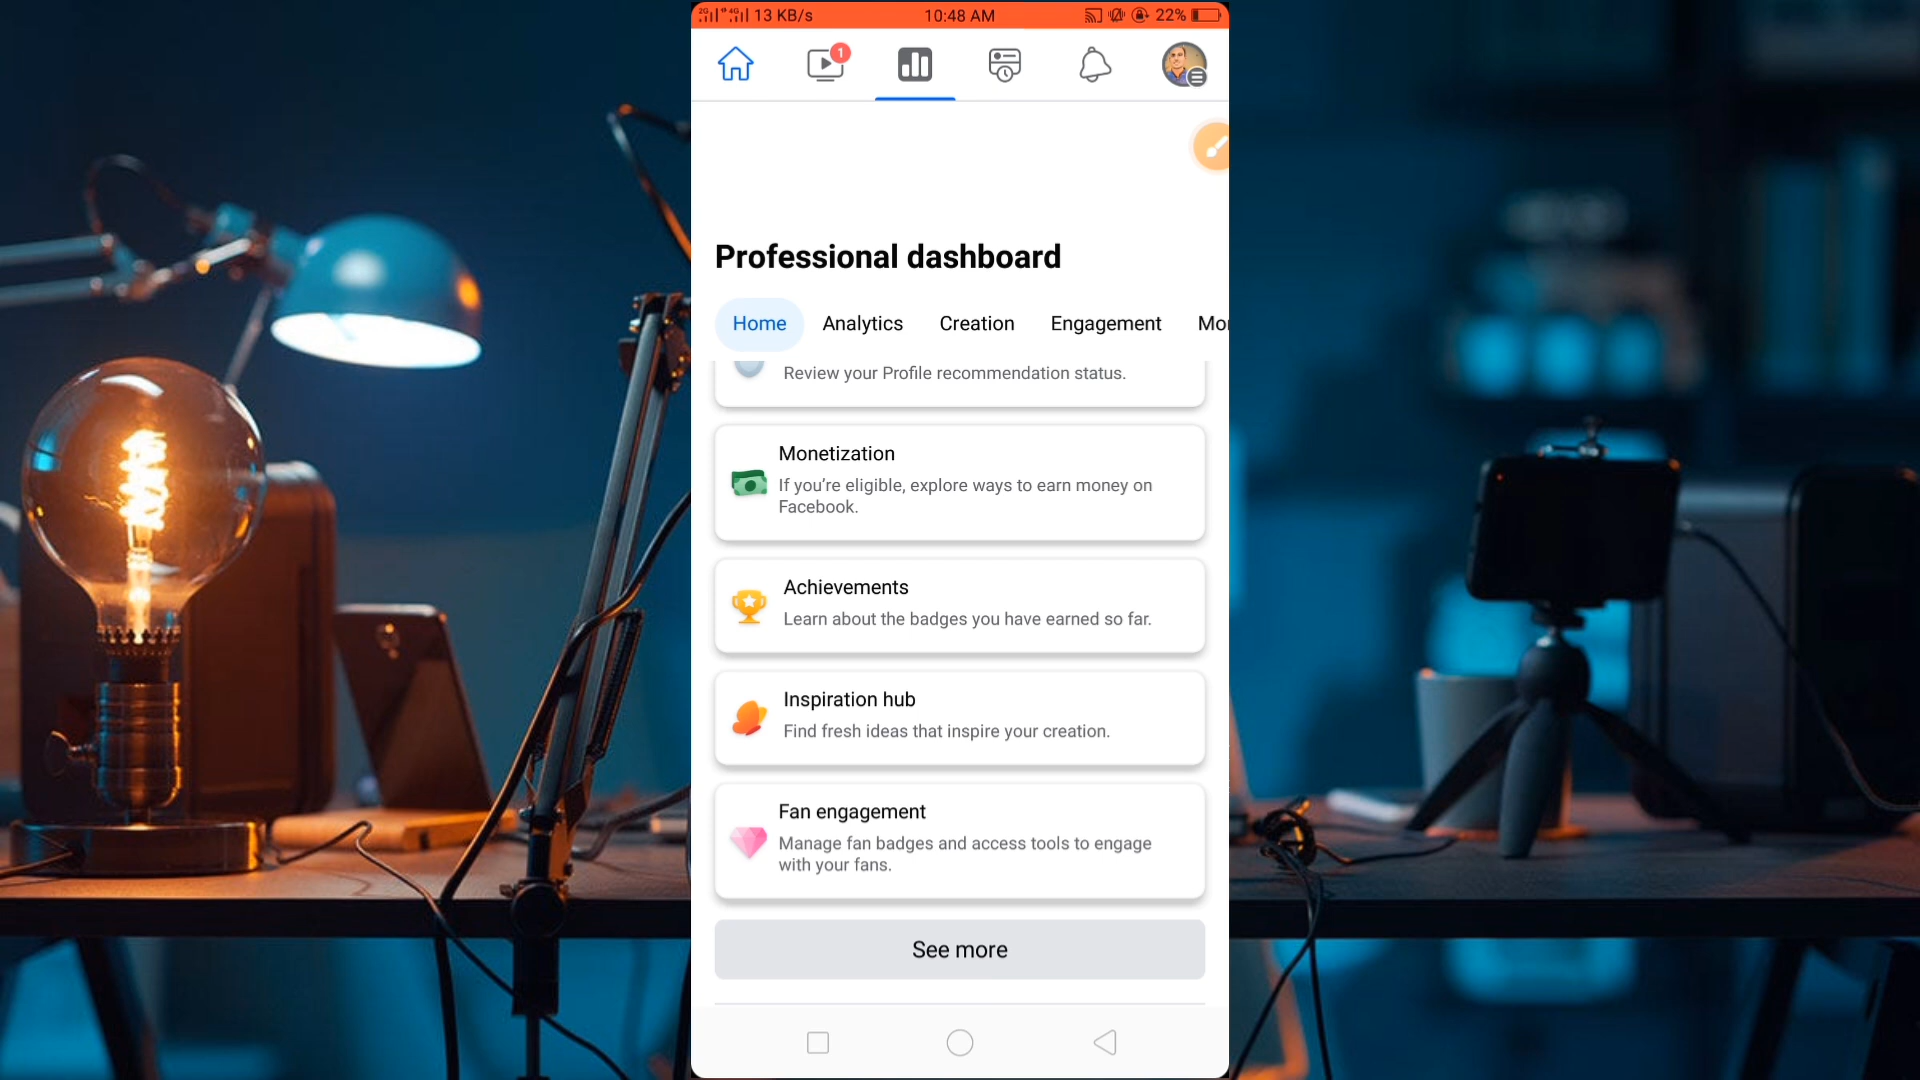 2G 4G 13 KB/s 10:48 AM 22%
1
Professional dashboard
Home Analytics Creation Engagement Mo
Review your Profile recommendation status.
Monetization
If you’re eligible, explore ways to earn money on
Facebook.
Achievements
Learn about the badges you have earned so far.
Inspiration hub
Find fresh ideas that inspire your creation.
Fan engagement
Manage fan badges and access tools to engage
with your fans.
See more